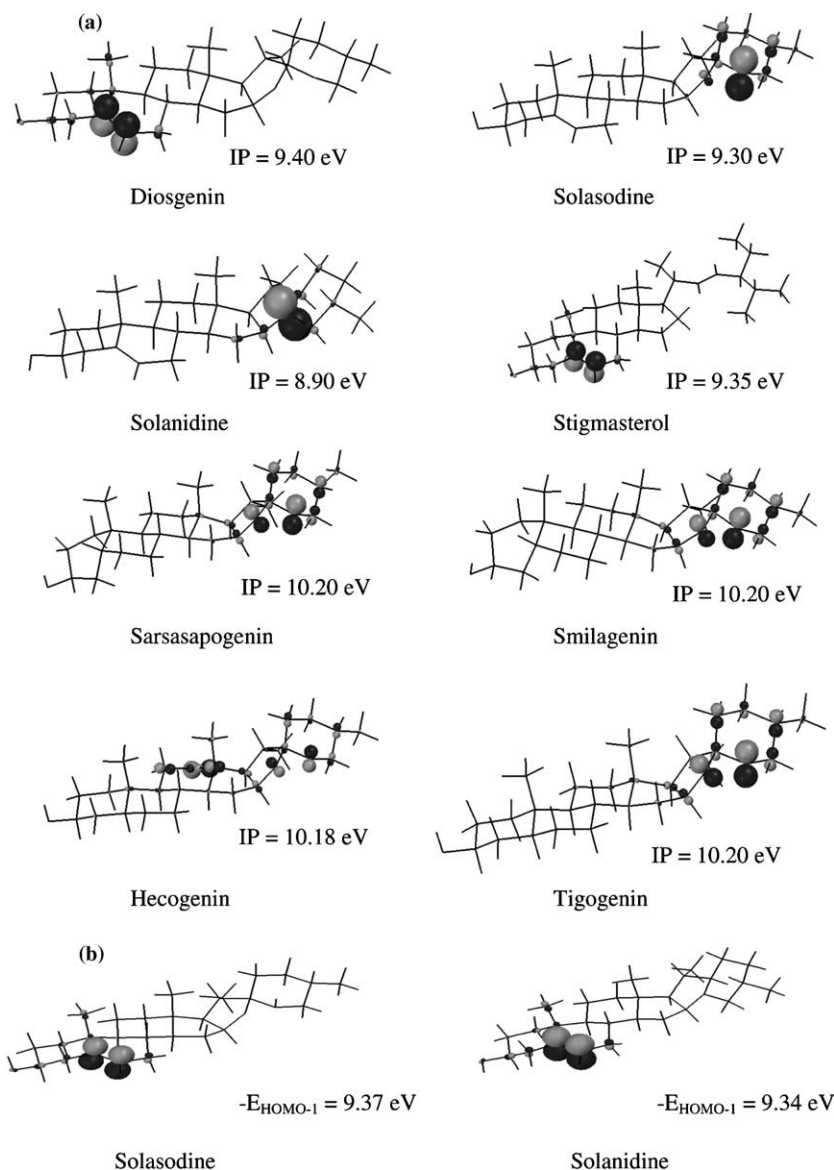 (a)
IP = 9.40 eV
Diosgenin
IP = 9.30 eV
Solasodine
IP = 8.90 eV
Solanidine
IP = 9.35 eV
Stigmasterol
IP = 10.20 eV
Sarsasapogenin
IP = 10.20 eV
Smilagenin
IP = 10.18 eV
Hecogenin
IP = 10.20 eV
Tigogenin
(b)
-E_HOMO-1 = 9.37 eV
Solasodine
-E_HOMO-1 = 9.34 eV
Solanidine